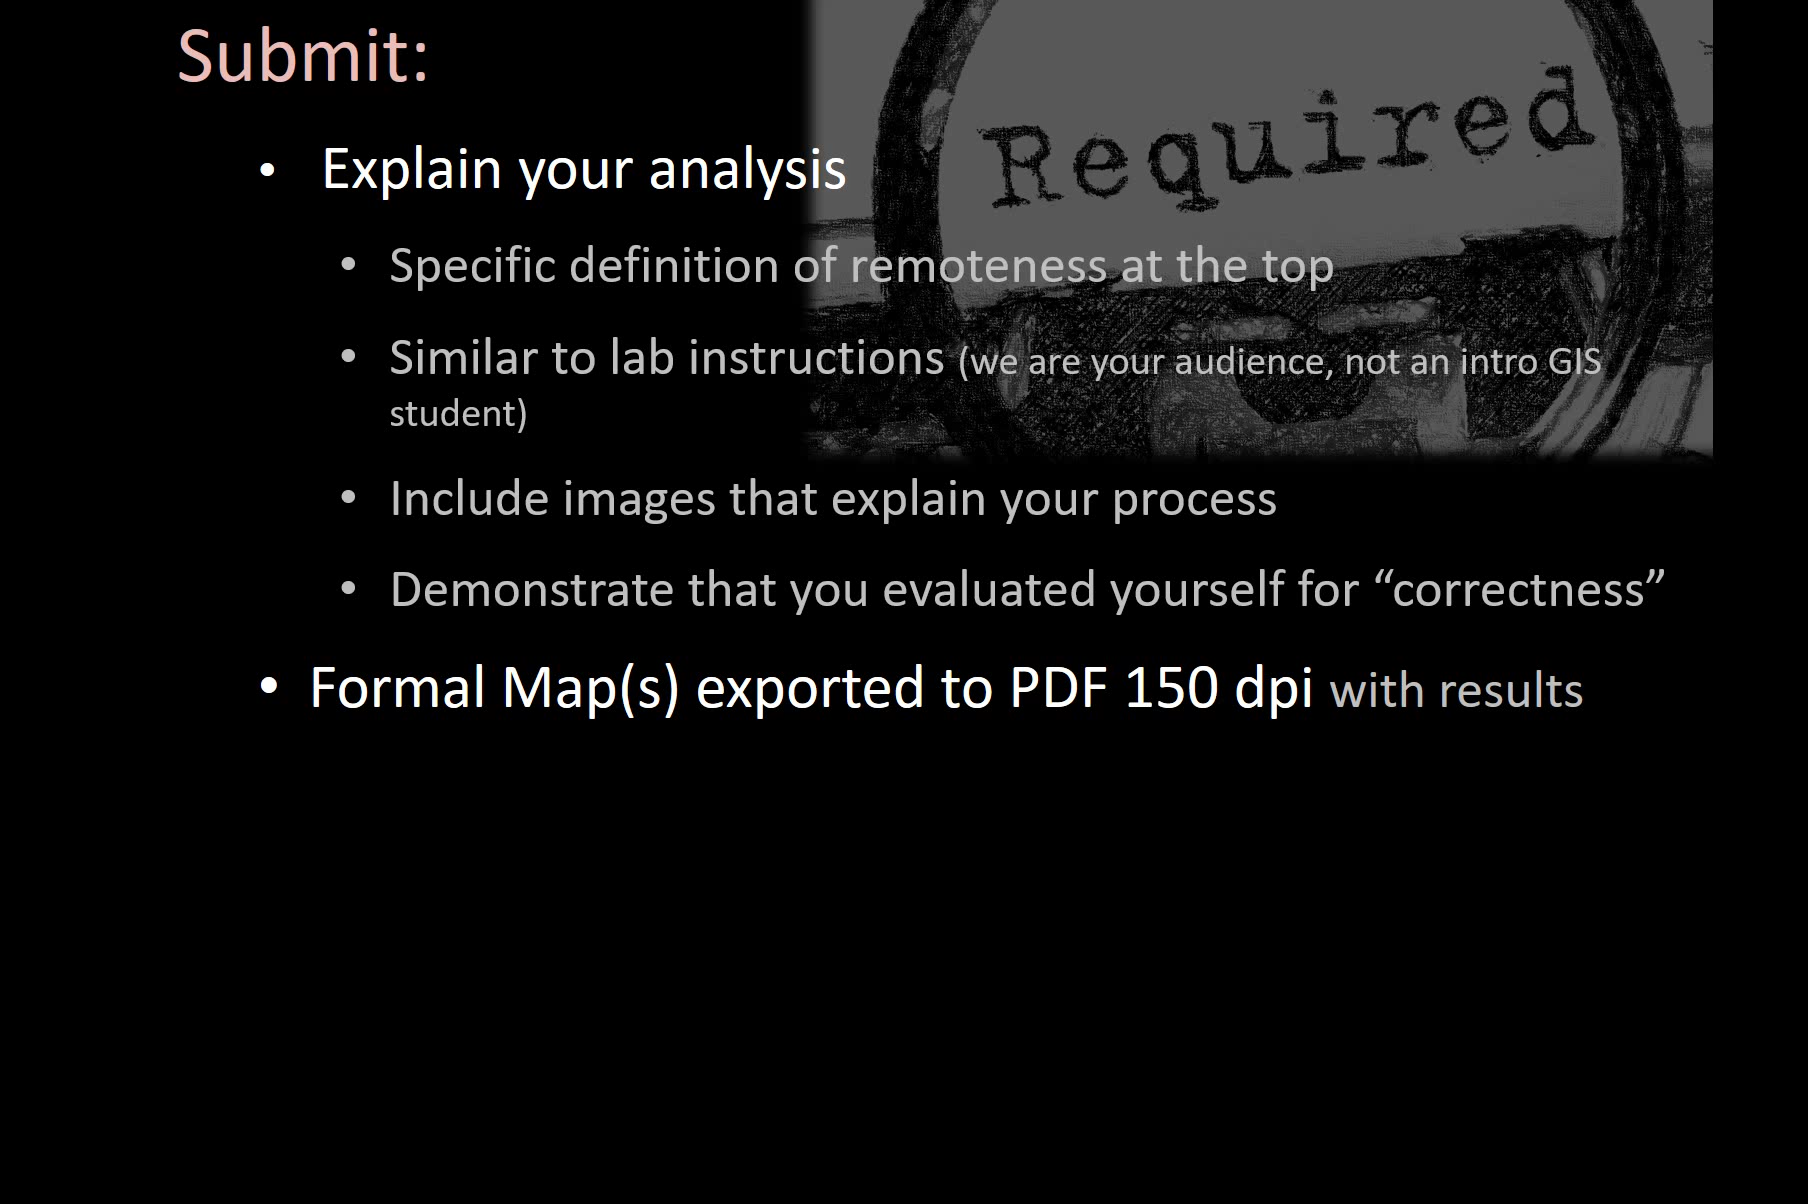 Submit:
Required
• Explain your analysis
• Specific definition of remoteness at the top
• Similar to lab instructions (we are your audience, not an intro GIS
student)
• Include images that explain your process
• Demonstrate that you evaluated yourself for “correctness”
• Formal Map(s) exported to PDF 150 dpi with results